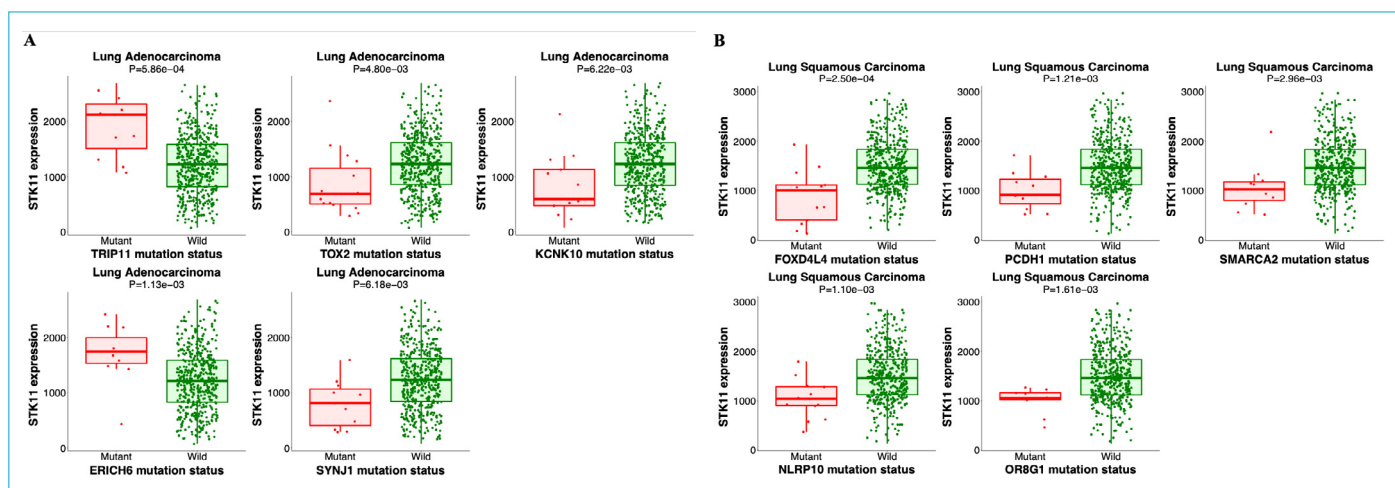 A
Lung Adenocarcinoma
P=5.86e−04
STK11 expression
2000
1000
0
Mutant
Wild
TRIP11 mutation status
Lung Adenocarcinoma
P=4.80e−03
STK11 expression
2000
1000
0
Mutant
Wild
TOX2 mutation status
Lung Adenocarcinoma
P=6.22e−03
STK11 expression
2000
1000
0
Mutant
Wild
KCNK10 mutation status
Lung Adenocarcinoma
P=1.13e−03
STK11 expression
2000
1000
0
Mutant
Wild
ERICH6 mutation status
Lung Adenocarcinoma
P=6.18e−03
STK11 expression
2000
1000
0
Mutant
Wild
SYNJ1 mutation status
B
Lung Squamous Carcinoma
P=2.50e−04
STK11 expression
3000
2000
1000
0
Mutant
Wild
FOXD4L4 mutation status
Lung Squamous Carcinoma
P=1.21e−03
STK11 expression
3000
2000
1000
0
Mutant
Wild
PCDH1 mutation status
Lung Squamous Carcinoma
P=2.96e−03
STK11 expression
3000
2000
1000
0
Mutant
Wild
SMARCA2 mutation status
Lung Squamous Carcinoma
P=1.10e−03
STK11 expression
3000
2000
1000
0
Mutant
Wild
NLRP10 mutation status
Lung Squamous Carcinoma
P=1.61e−03
STK11 expression
3000
2000
1000
0
Mutant
Wild
OR8G1 mutation status